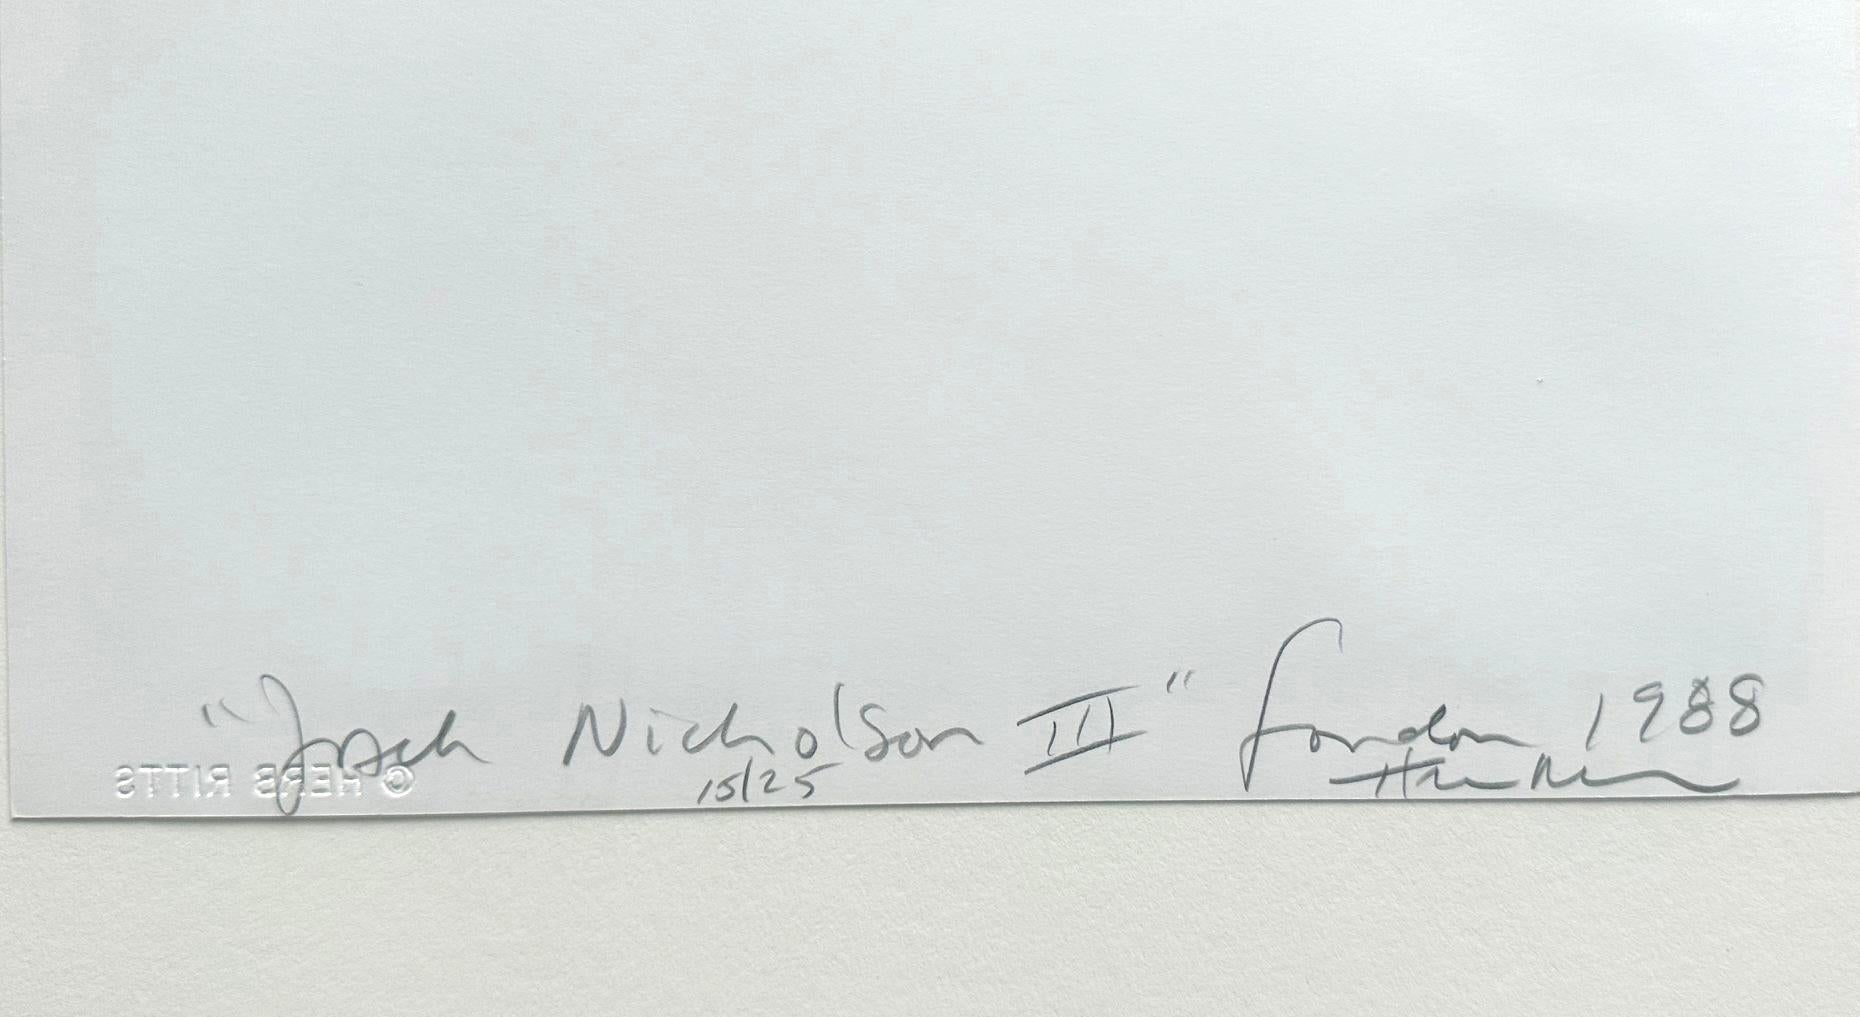 "Jack Nicholson III" London 1988
15/25
© HERB RITTS